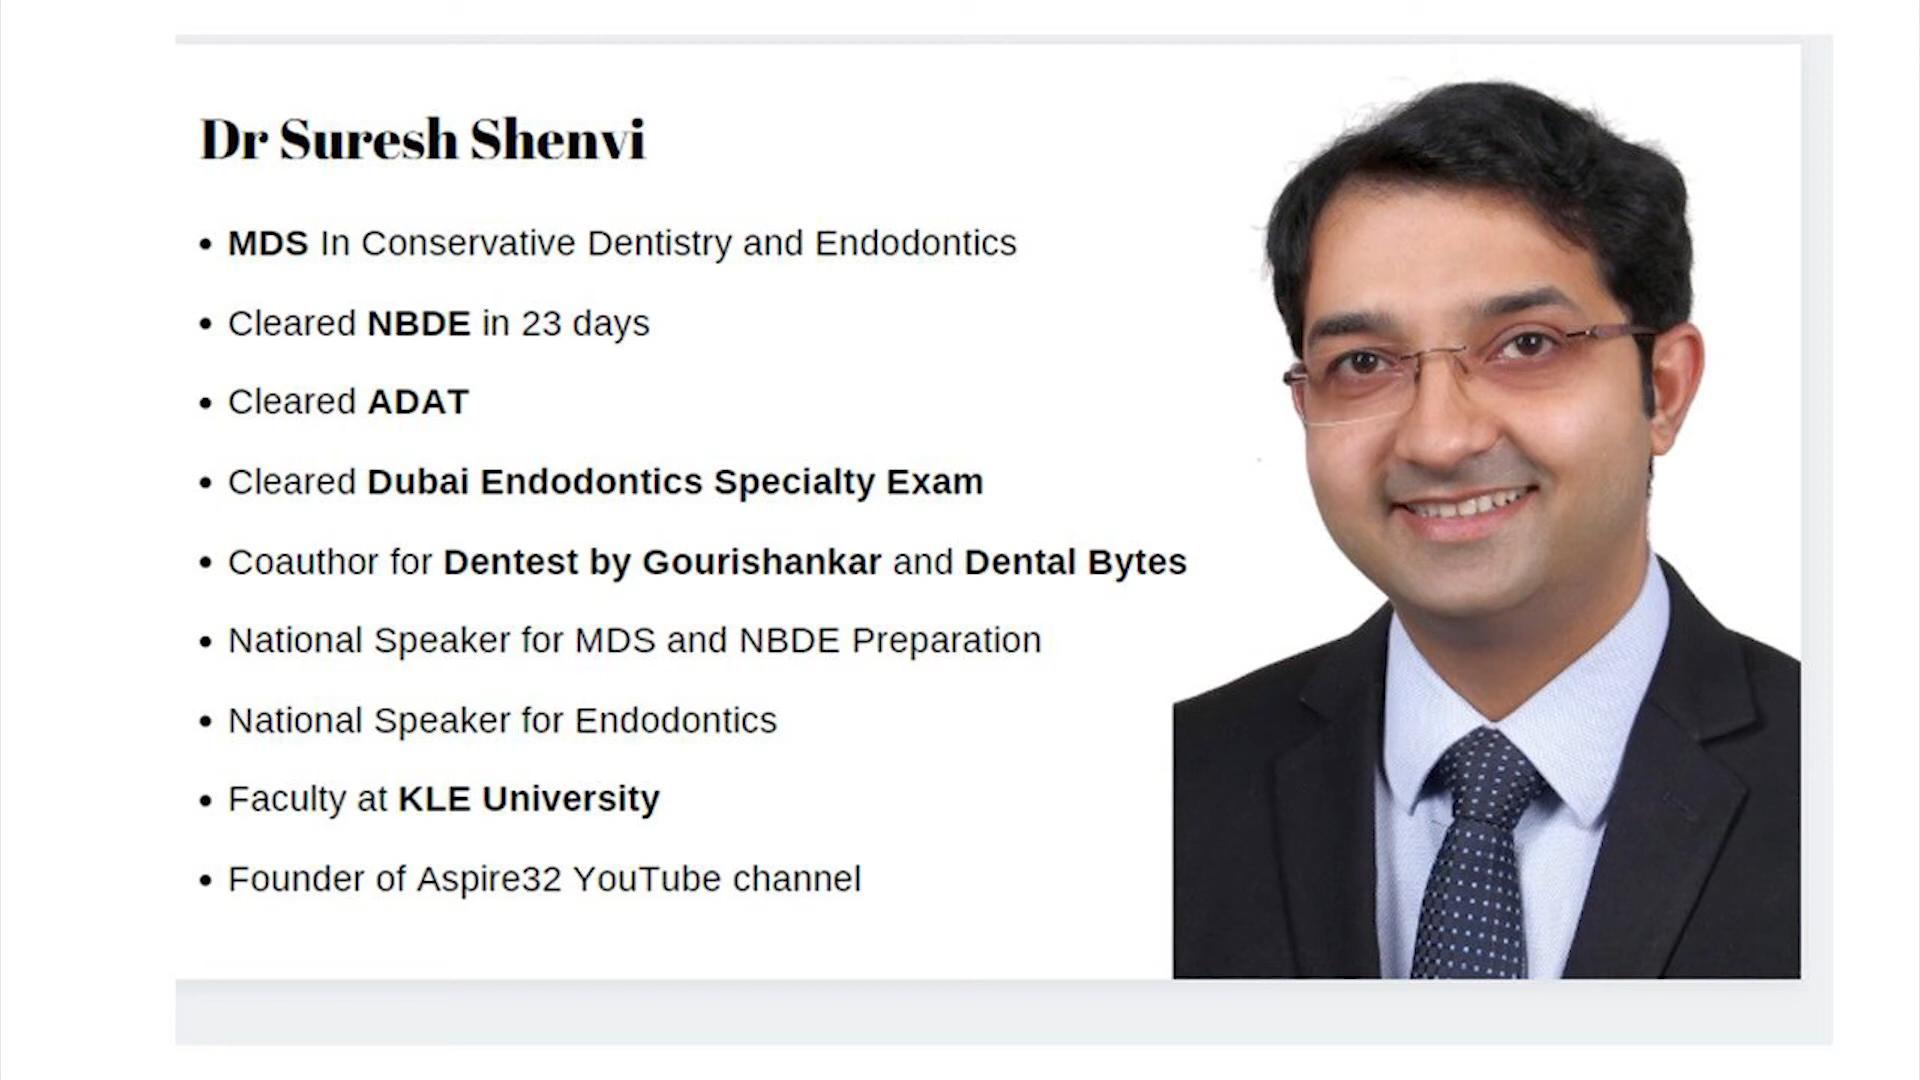 Dr Suresh Shenvi
• MDS In Conservative Dentistry and Endodontics
• Cleared NBDE in 23 days
• Cleared ADAT
• Cleared Dubai Endodontics Specialty Exam
• Coauthor for Dentest by Gourishankar and Dental Bytes
• National Speaker for MDS and NBDE Preparation
• National Speaker for Endodontics
• Faculty at KLE University
• Founder of Aspire32 YouTube channel